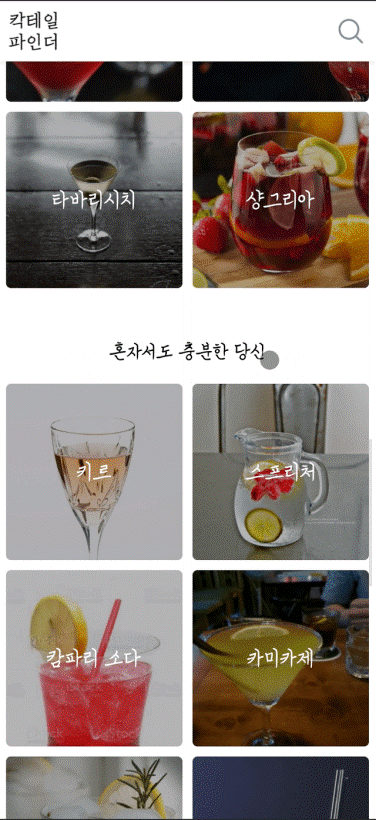 칵테일
파인더
타바리시치
샹그리아
혼자서도 충분한 당신
키르
스프리처
캄파리 소다
카미카제